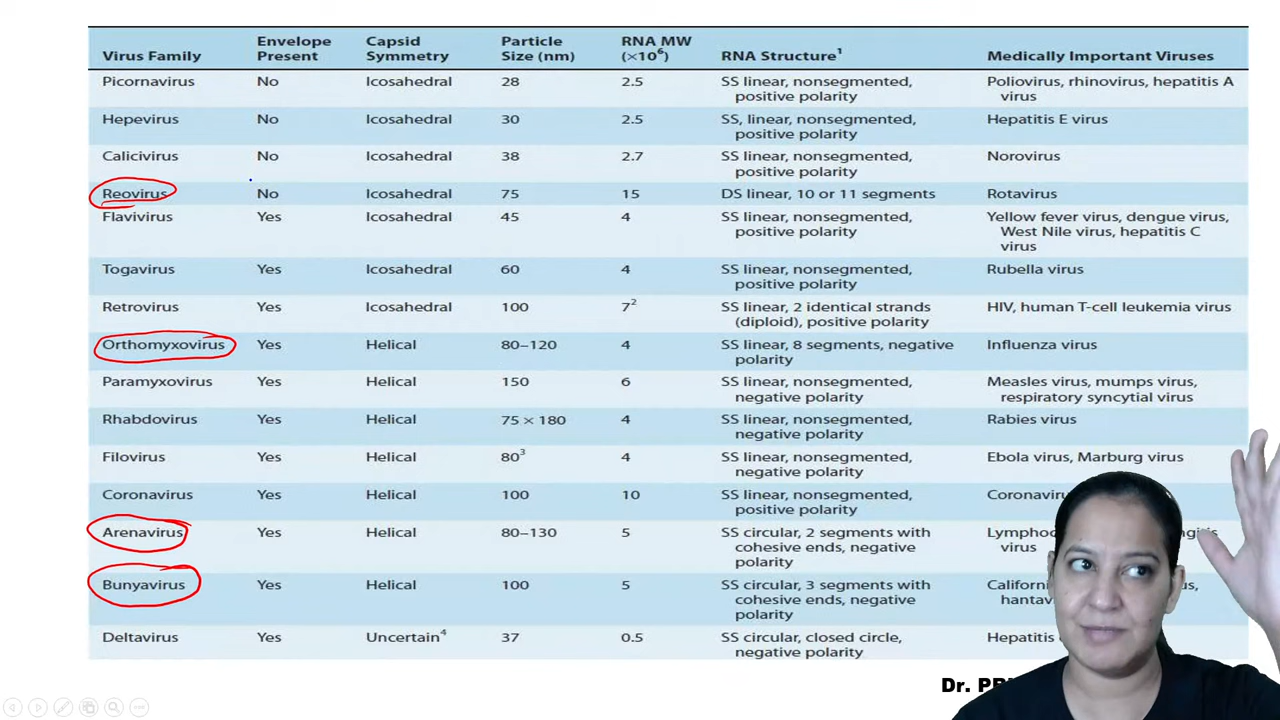 Virus Family Envelope Present Capsid Symmetry Particle Size (nm) RNA MW (×10⁶) RNA Structure¹ Medically Important Viruses
Picornavirus No Icosahedral 28 2.5 SS linear, nonsegmented, positive polarity Poliovirus, rhinovirus, hepatitis A virus
Hepevirus No Icosahedral 30 2.5 SS, linear, nonsegmented, positive polarity Hepatitis E virus
Calicivirus No Icosahedral 38 2.7 SS linear, nonsegmented, positive polarity Norovirus
Reovirus No Icosahedral 75 15 DS linear, 10 or 11 segments Rotavirus
Flavivirus Yes Icosahedral 45 4 SS linear, nonsegmented, positive polarity Yellow fever virus, dengue virus, West Nile virus, hepatitis C virus
Togavirus Yes Icosahedral 60 4 SS linear, nonsegmented, positive polarity Rubella virus
Retrovirus Yes Icosahedral 100 7² SS linear, 2 identical strands (diploid), positive polarity HIV, human T-cell leukemia virus
Orthomyxovirus Yes Helical 80–120 4 SS linear, 8 segments, negative polarity Influenza virus
Paramyxovirus Yes Helical 150 6 SS linear, nonsegmented, negative polarity Measles virus, mumps virus, respiratory syncytial virus
Rhabdovirus Yes Helical 75 × 180 4 SS linear, nonsegmented, negative polarity Rabies virus
Filovirus Yes Helical 80³ 4 SS linear, nonsegmented, negative polarity Ebola virus, Marburg virus
Coronavirus Yes Helical 100 10 SS linear, nonsegmented, positive polarity
Arenavirus Yes Helical 80–130 5 SS circular, 2 segments with cohesive ends, negative polarity virus
Bunyavirus Yes Helical 100 5 SS circular, 3 segments with cohesive ends, negative polarity
Deltavirus Yes Uncertain⁴ 37 0.5 SS circular, closed circle, negative polarity Hepatitis
Dr.